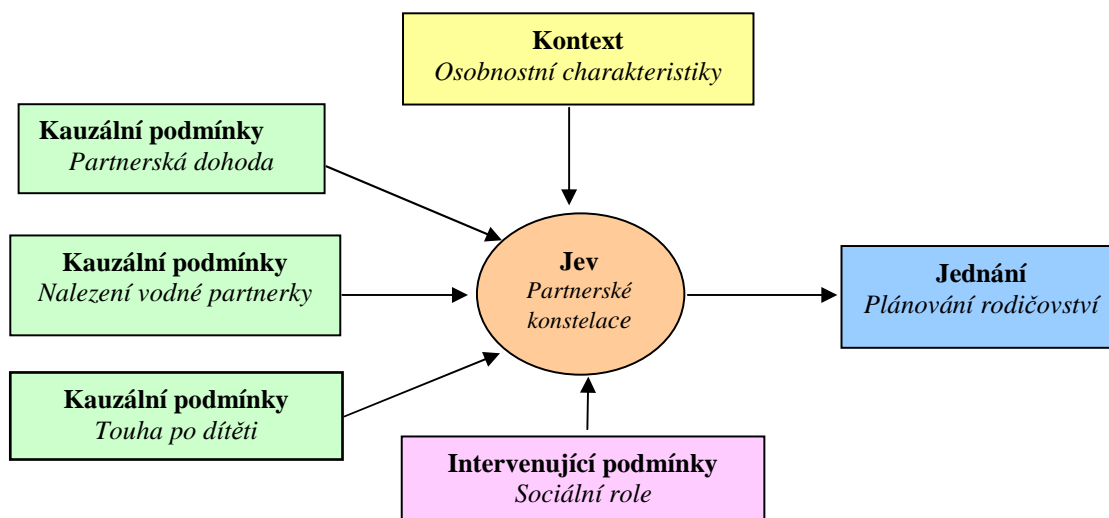 Kontext
Osobnostní charakteristiky
Kauzální podmínky
Partnerská dohoda
Kauzální podmínky
Nalezení vodné partnerky
Jev
Partnerské
konstelace
Jednání
Plánování rodičovství
Kauzální podmínky
Touha po dítěti
Intervenující podmínky
Sociální role